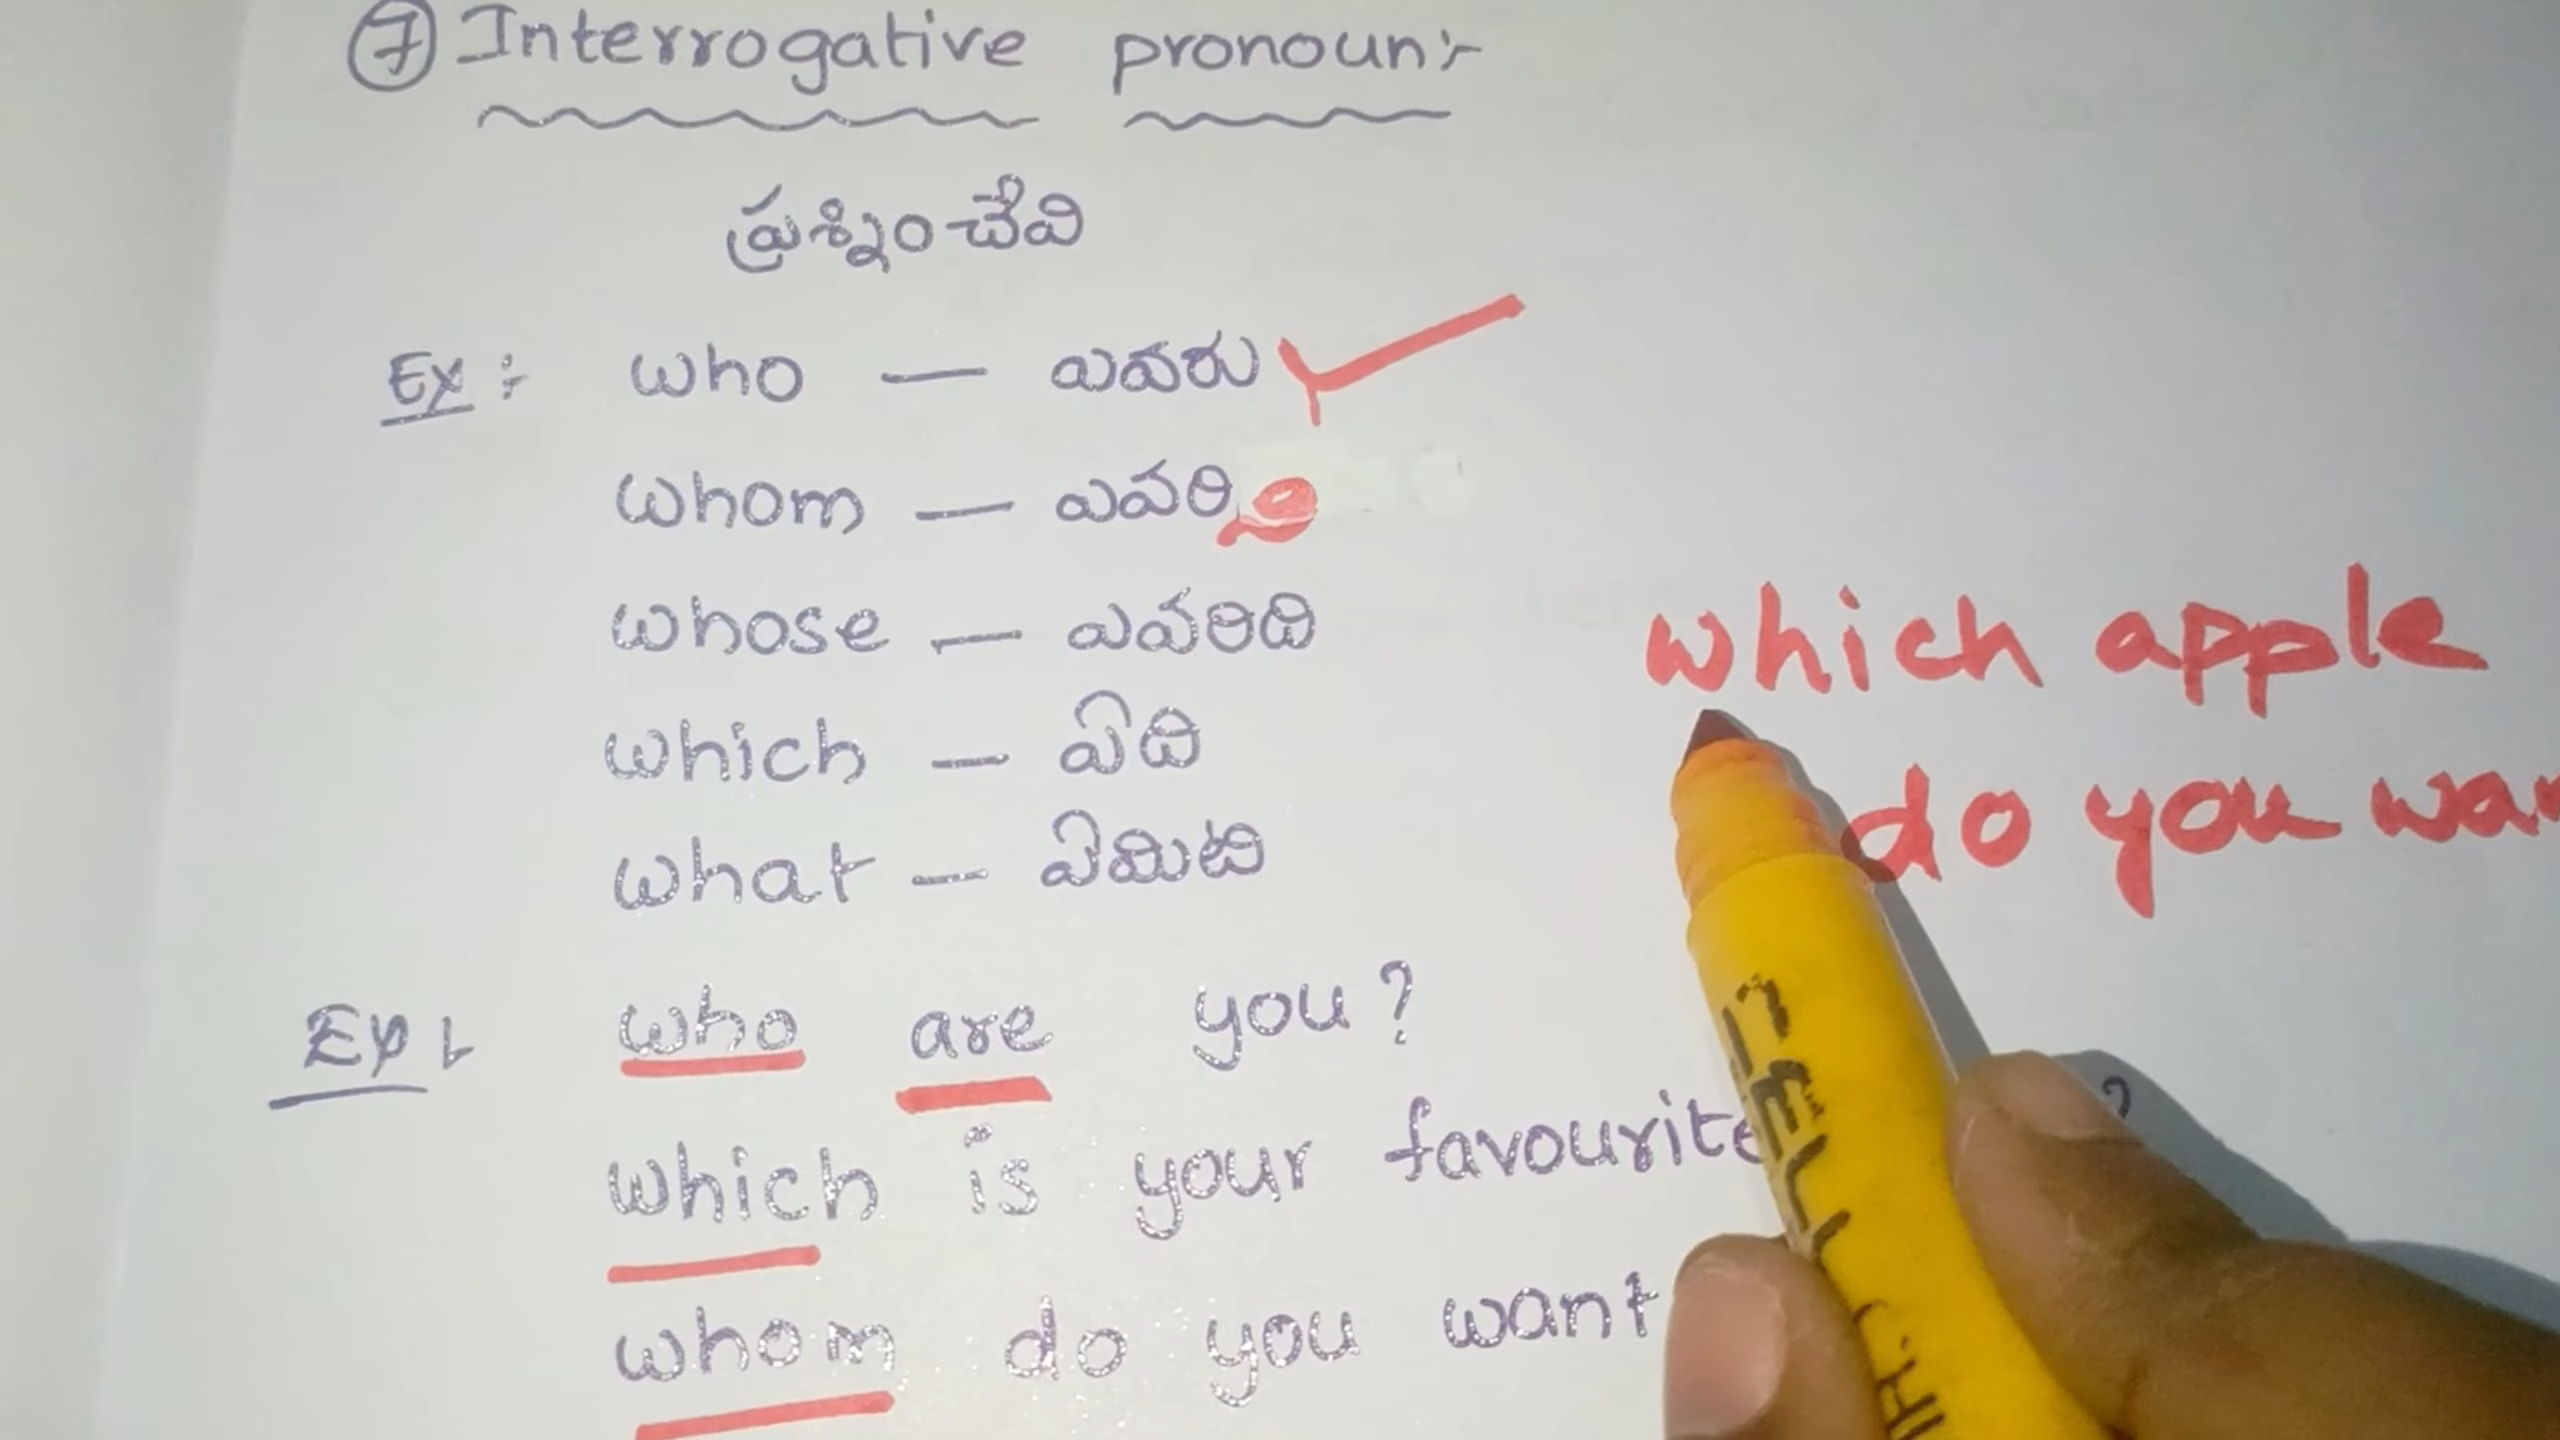 ⑦ Interrogative pronoun:-
ప్రశ్నించేవి
Ex :- who — ఎవరు
whom — ఎవరి
whose — ఎవరిది
which — ఏది
what — ఏమిటి
which apple
do you
Ex :- who are you?
which is your favourite ?
whom do you want